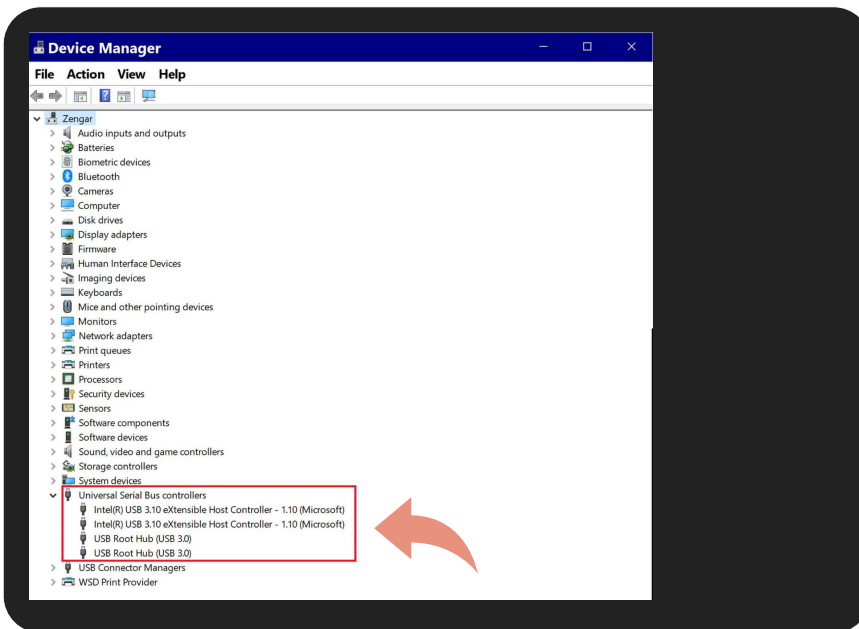 Device Manager
File Action View Help
Zengar
Audio inputs and outputs
Batteries
Biometric devices
Bluetooth
Cameras
Computer
Disk drives
Display adapters
Firmware
Human Interface Devices
Imaging devices
Keyboards
Mice and other pointing devices
Monitors
Network adapters
Print queues
Printers
Processors
Security devices
Sensors
Software components
Software devices
Sound, video and game controllers
Storage controllers
System devices
Universal Serial Bus controllers
Intel(R) USB 3.10 eXtensible Host Controller - 1.10 (Microsoft)
Intel(R) USB 3.10 eXtensible Host Controller - 1.10 (Microsoft)
USB Root Hub (USB 3.0)
USB Root Hub (USB 3.0)
USB Connector Managers
WSD Print Provider